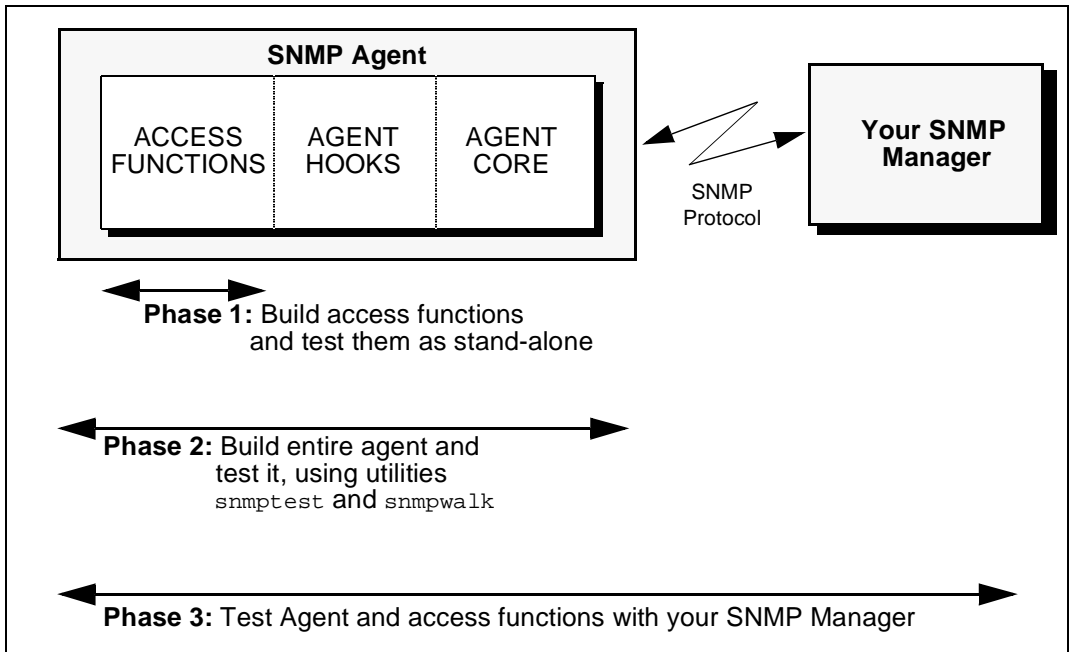 SNMP Agent
ACCESS
FUNCTIONS
AGENT
HOOKS
AGENT
CORE
SNMP
Protocol
Your SNMP
Manager
Phase 1: Build access functions
and test them as stand-alone
Phase 2: Build entire agent and
test it, using utilities
snmptest and snmpwalk
Phase 3: Test Agent and access functions with your SNMP Manager